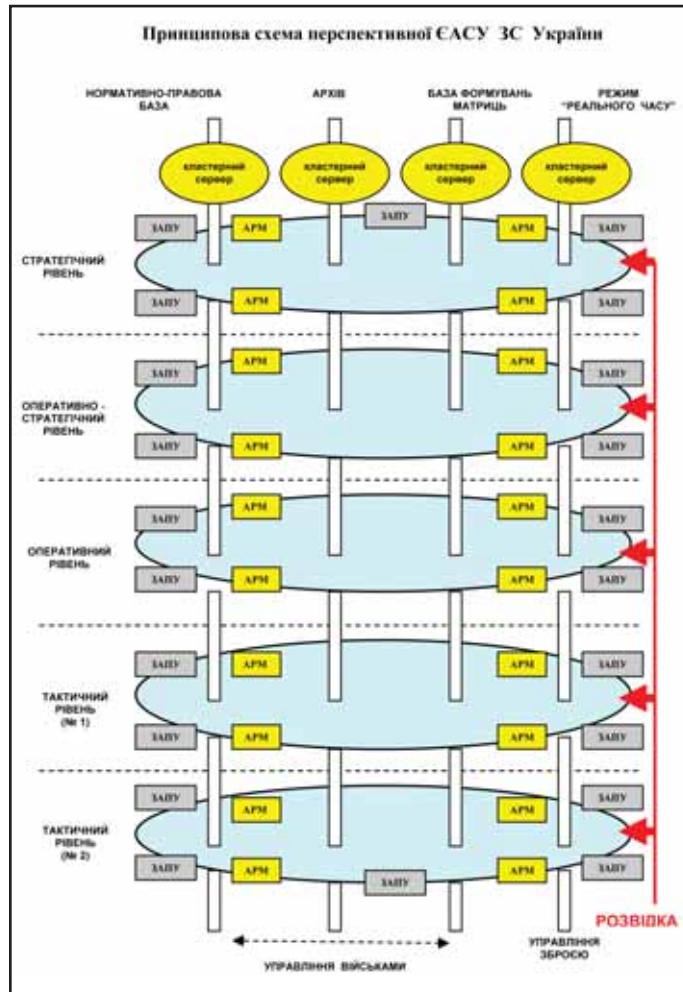 Принципова схема перспективної ЄАСУ ЗС України
НОРМАТИВНО-ПРАВОВА
БАЗА
АРХІВ
БАЗА ФОРМУВАНЬ
МАТРИЦЬ
РЕЖИМ
"РЕАЛЬНОГО ЧАСУ"
кластерний
сервер
кластерний
сервер
кластерний
сервер
кластерний
сервер
ЗАПУ
АРМ
ЗАПУ
АРМ
ЗАПУ
СТРАТЕГІЧНИЙ
РІВЕНЬ
ЗАПУ
АРМ
АРМ
ЗАПУ
ЗАПУ
АРМ
АРМ
ЗАПУ
ОПЕРАТИВНО -
СТРАТЕГІЧНИЙ
РІВЕНЬ
ЗАПУ
АРМ
АРМ
ЗАПУ
ЗАПУ
АРМ
АРМ
ЗАПУ
ОПЕРАТИВНИЙ
РІВЕНЬ
ЗАПУ
АРМ
АРМ
ЗАПУ
ЗАПУ
АРМ
АРМ
ЗАПУ
ТАКТИЧНИЙ
РІВЕНЬ
(№ 1)
ЗАПУ
АРМ
АРМ
ЗАПУ
ЗАПУ
АРМ
АРМ
ЗАПУ
ТАКТИЧНИЙ
РІВЕНЬ
(№ 2)
ЗАПУ
АРМ
ЗАПУ
АРМ
ЗАПУ
РОЗВІДКА
УПРАВЛІННЯ ВІЙСЬКАМИ
УПРАВЛІННЯ
ЗБРОЄЮ